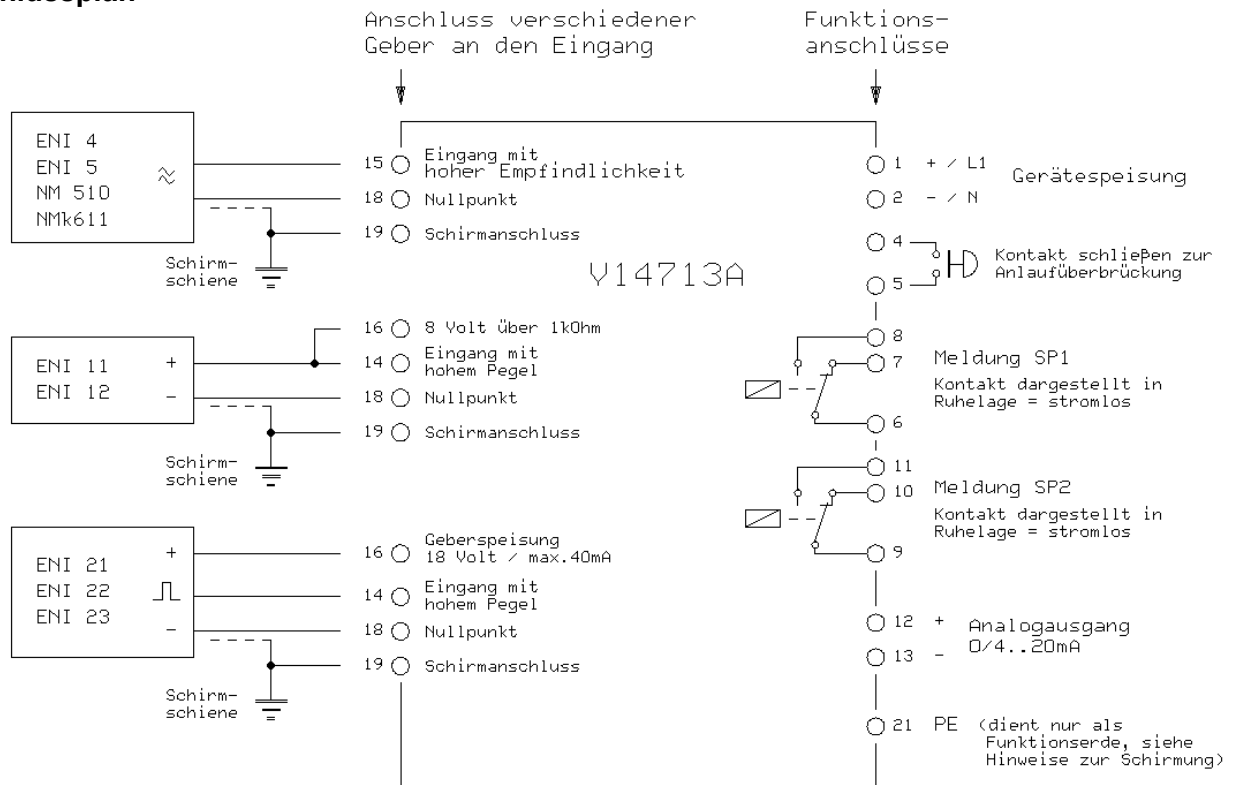 Anschluss verschiedener
Geber an den Eingang
Funktions-
anschlüsse
ENI 4
ENI 5
NM 510
NMk611
≈
15 Eingang mit
hoher Empfindlichkeit
18 Nullpunkt
19 Schirmanschluss
Schirm-
schiene
1 + / L1
2 - / N
Gerätespeisung
4
5
Kontakt schließen zur
Anlaufüberbrückung
V14713A
ENI 11
ENI 12
+
-
16 8 Volt über 1kOhm
14 Eingang mit
hohem Pegel
18 Nullpunkt
19 Schirmanschluss
Schirm-
schiene
8
7
6
Meldung SP1
Kontakt dargestellt in
Ruhelage = stromlos
11
10
9
Meldung SP2
Kontakt dargestellt in
Ruhelage = stromlos
ENI 21
ENI 22
ENI 23
+
-
16 Geberspeisung
18 Volt / max.40mA
14 Eingang mit
hohem Pegel
18 Nullpunkt
19 Schirmanschluss
Schirm-
schiene
12 +
13 -
Analogausgang
0/4..20mA
21 PE (dient nur als
Funktionserde, siehe
Hinweise zur Schirmung)